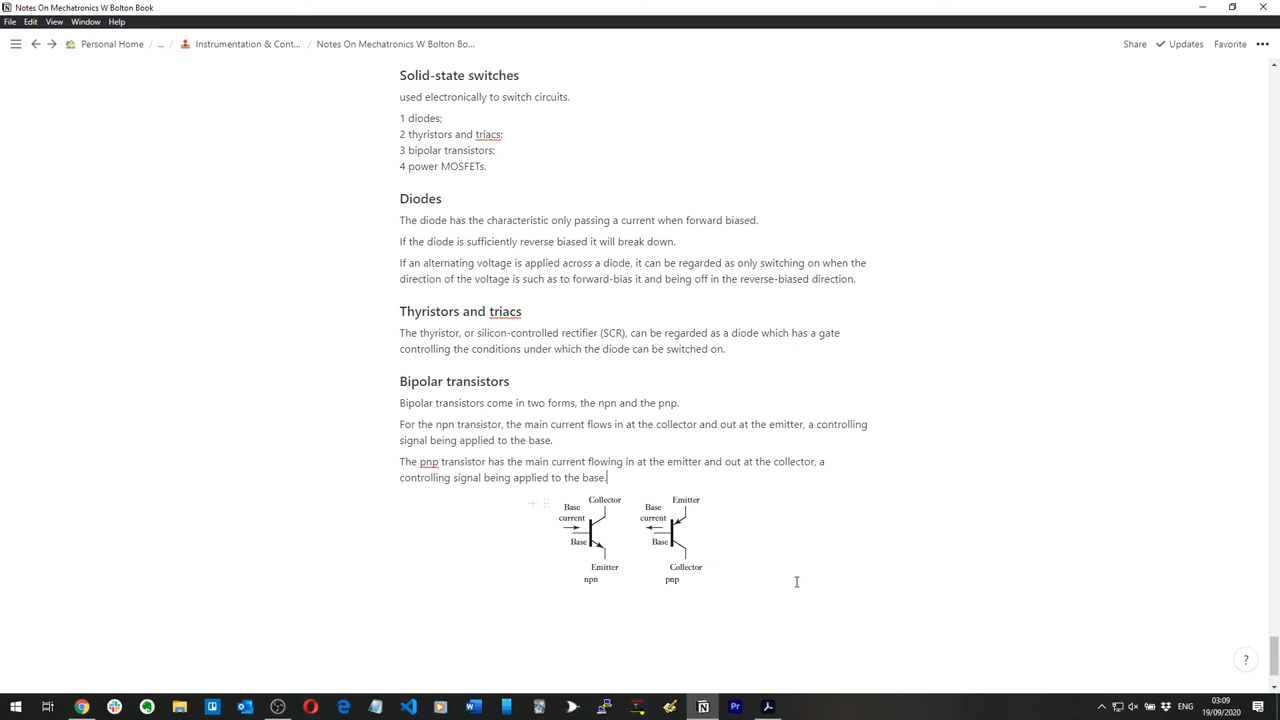 Notes On Mechatronics W Bolton Book
File Edit View Window Help
Personal Home / ... / Instrumentation & Cont... / Notes On Mechatronics W Bolton Bo...
Share Updates Favorite
Solid-state switches
used electronically to switch circuits.
1 diodes;
2 thyristors and triacs;
3 bipolar transistors;
4 power MOSFETs.
Diodes
The diode has the characteristic only passing a current when forward biased.
If the diode is sufficiently reverse biased it will break down.
If an alternating voltage is applied across a diode, it can be regarded as only switching on when the
direction of the voltage is such as to forward-bias it and being off in the reverse-biased direction.
Thyristors and triacs
The thyristor, or silicon-controlled rectifier (SCR), can be regarded as a diode which has a gate
controlling the conditions under which the diode can be switched on.
Bipolar transistors
Bipolar transistors come in two forms, the npn and the pnp.
For the npn transistor, the main current flows in at the collector and out at the emitter, a controlling
signal being applied to the base.
The pnp transistor has the main current flowing in at the emitter and out at the collector, a
controlling signal being applied to the base.
Collector
Base
current
Base
Emitter
npn
Emitter
Base
current
Base
Collector
pnp
?
03:09
19/09/2020